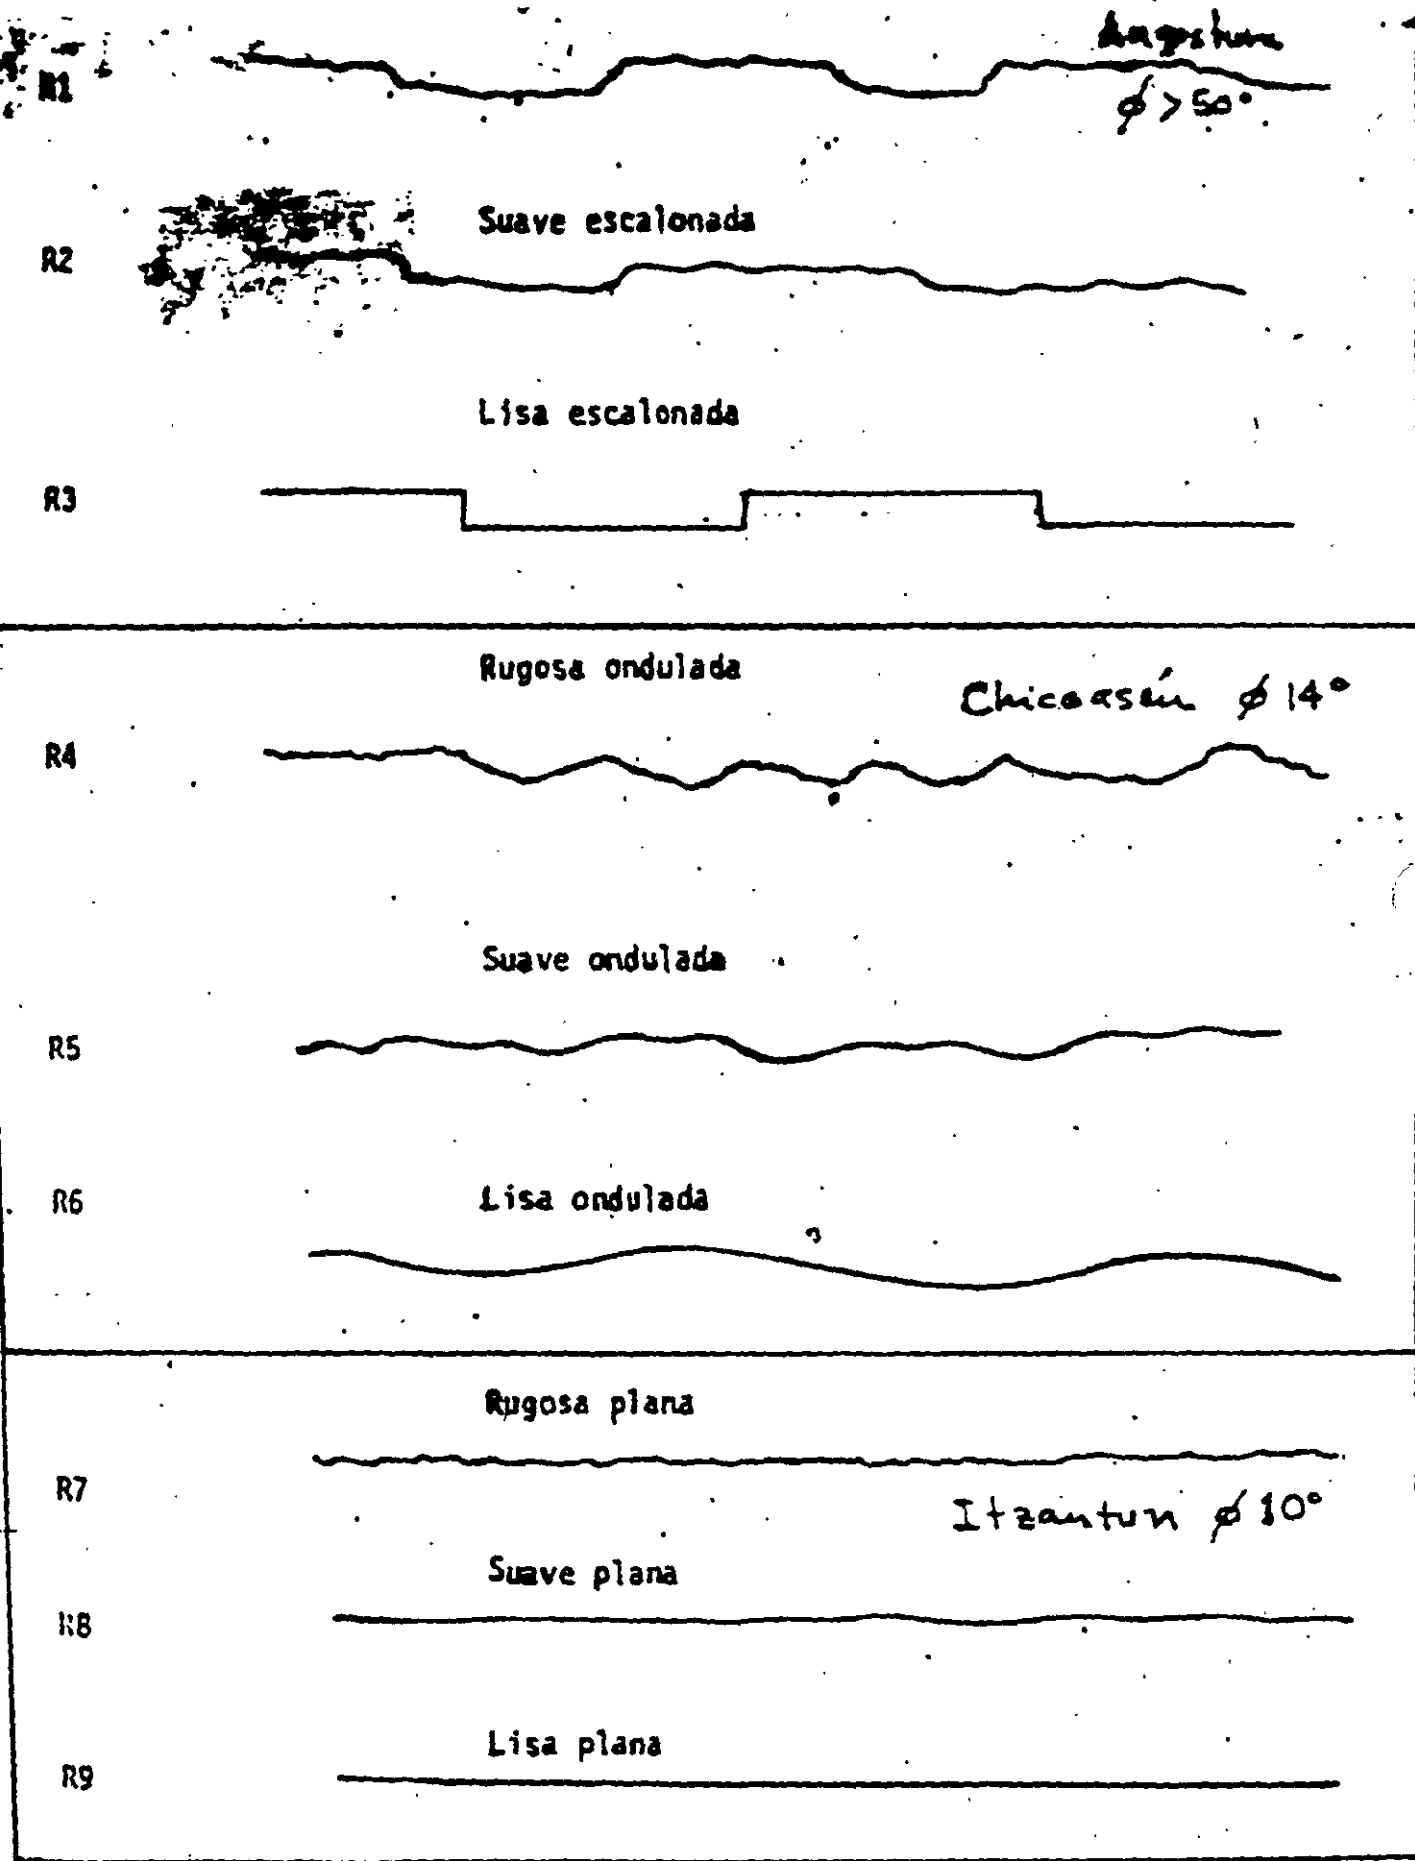 Angostura
R1
φ > 50°
Suave escalonada
R2
Lisa escalonada
R3
Rugosa ondulada
Chicoasén φ 14°
R4
Suave ondulada
R5
Lisa ondulada
R6
Rugosa plana
R7
Itzantun φ 10°
Suave plana
R8
Lisa plana
R9